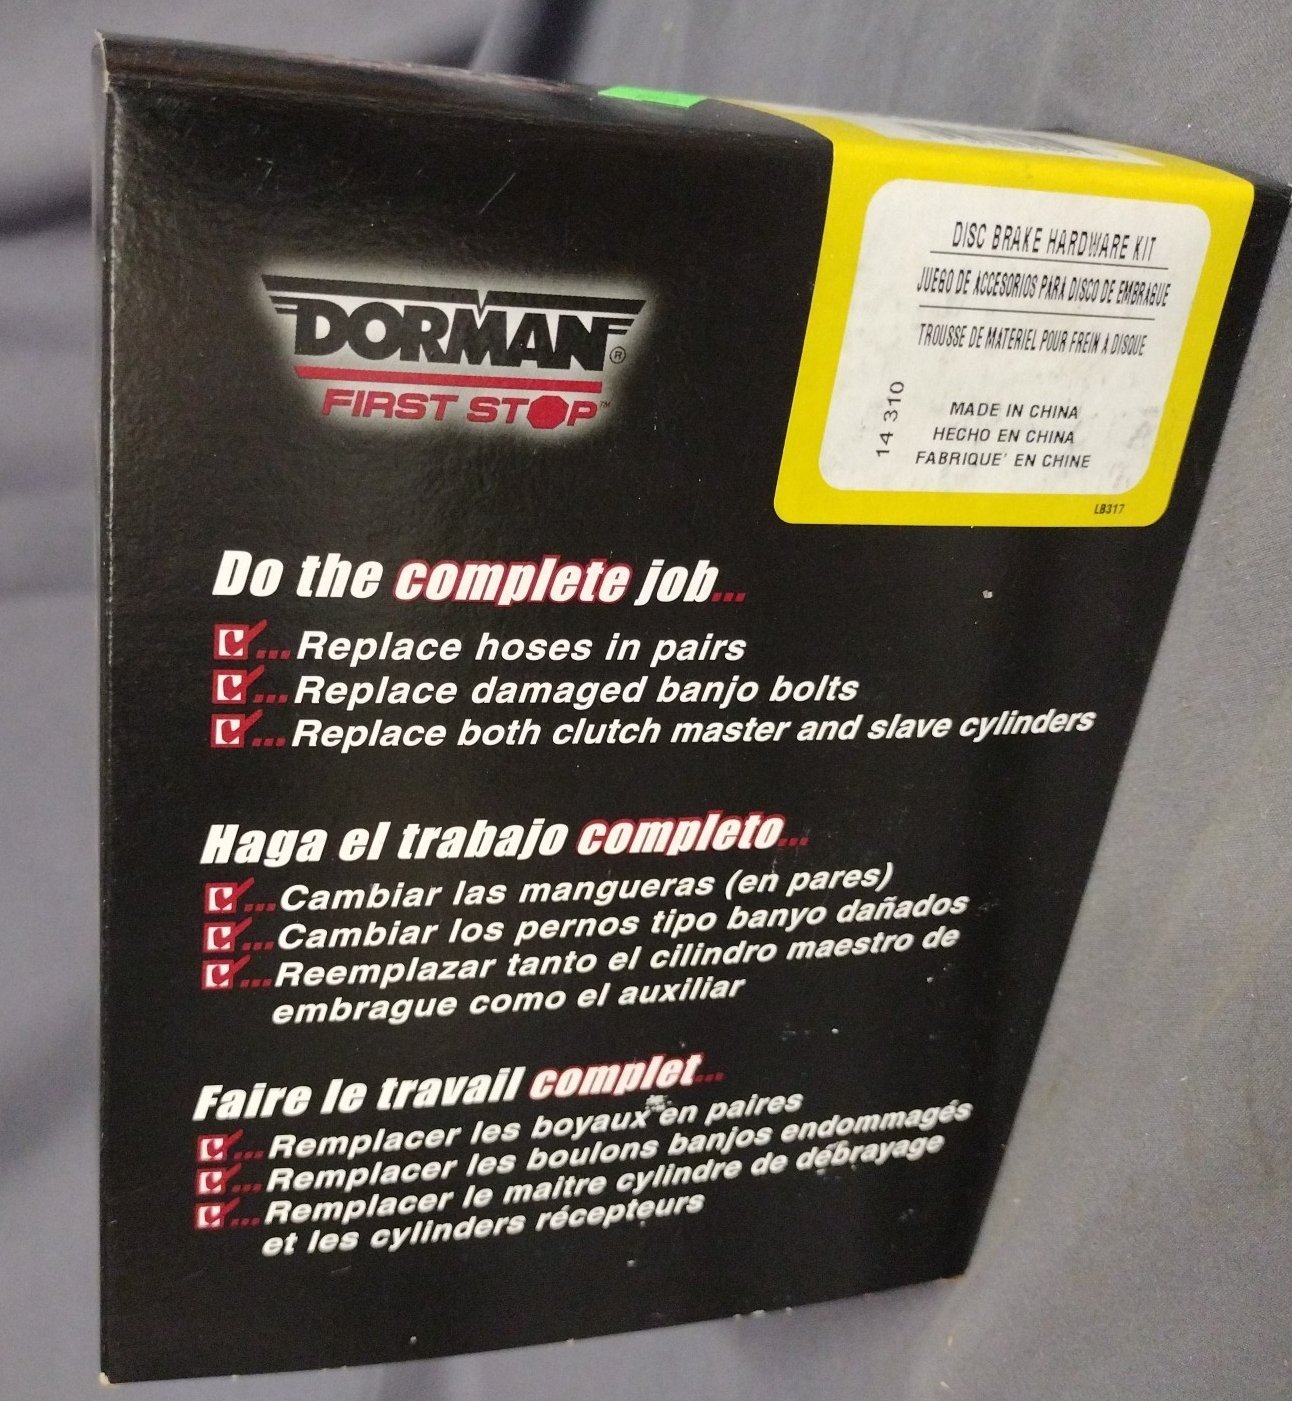 DORMAN®
FIRST STOP™
DISC BRAKE HARDWARE KIT
JUEGO DE ACCESORIOS PARA DISCO DE EMBRAGUE
TROUSSE DE MATERIEL POUR FREIN A DISQUE
14 310
MADE IN CHINA
HECHO EN CHINA
FABRIQUE' EN CHINE
LB317
Do the complete job...
...Replace hoses in pairs
...Replace damaged banjo bolts
...Replace both clutch master and slave cylinders
Haga el trabajo completo...
...Cambiar las mangueras (en pares)
...Cambiar los pernos tipo banyo dañados
...Reemplazar tanto el cilindro maestro de
embrague como el auxiliar
Faire le travail complet...
...Remplacer les boyaux en paires
...Remplacer les boulons banjos endommagés
...Remplacer le maitre cylindre de débrayage
et les cylinders récepteurs